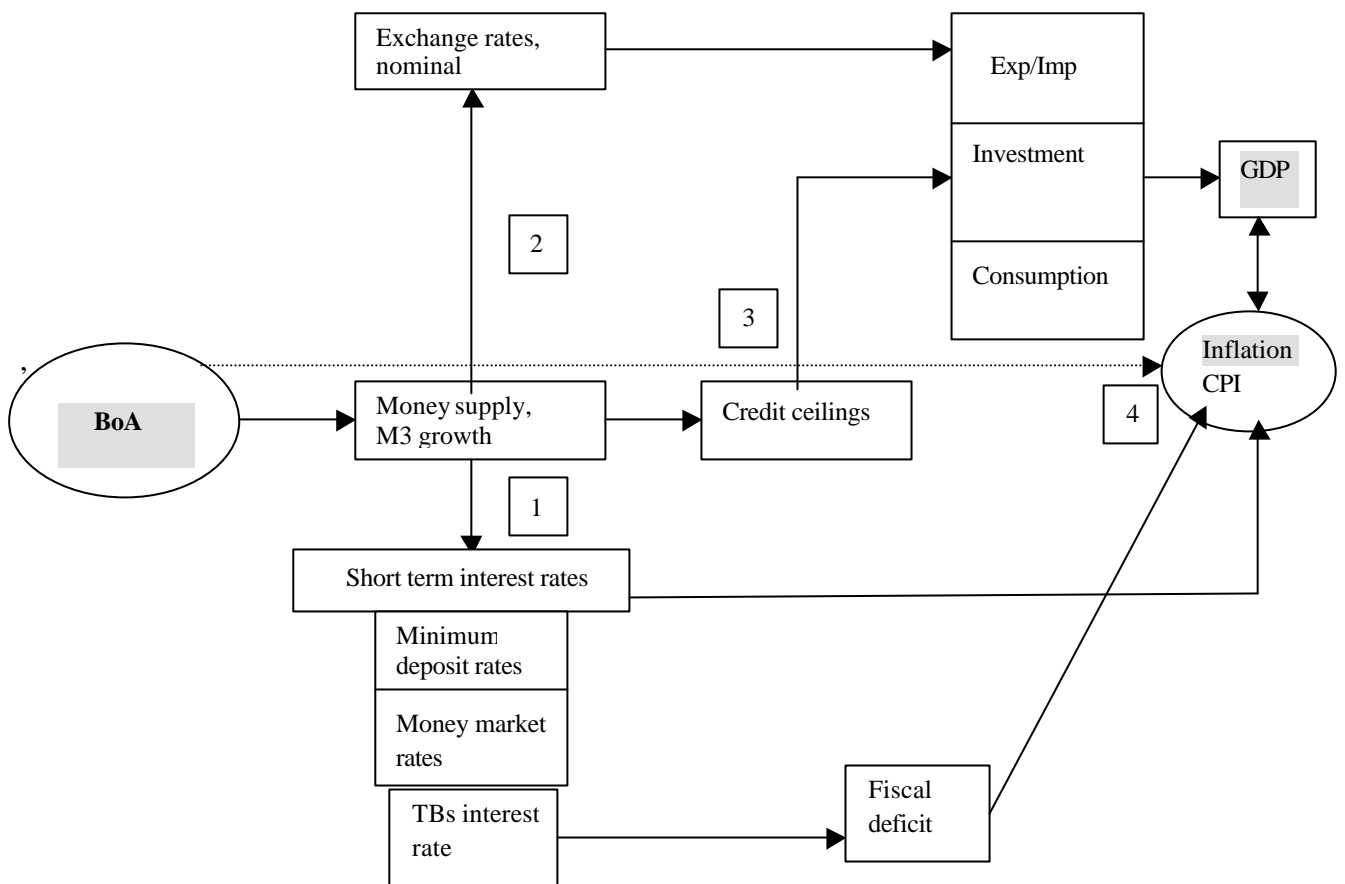 Exchange rates,
nominal
Exp/Imp
Investment
GDP
2
Consumption
3
Inflation
CPI
,
BoA
Money supply,
M3 growth
Credit ceilings
4
1
Short term interest rates
Minimum
deposit rates
Money market
rates
Fiscal
deficit
TBs interest
rate